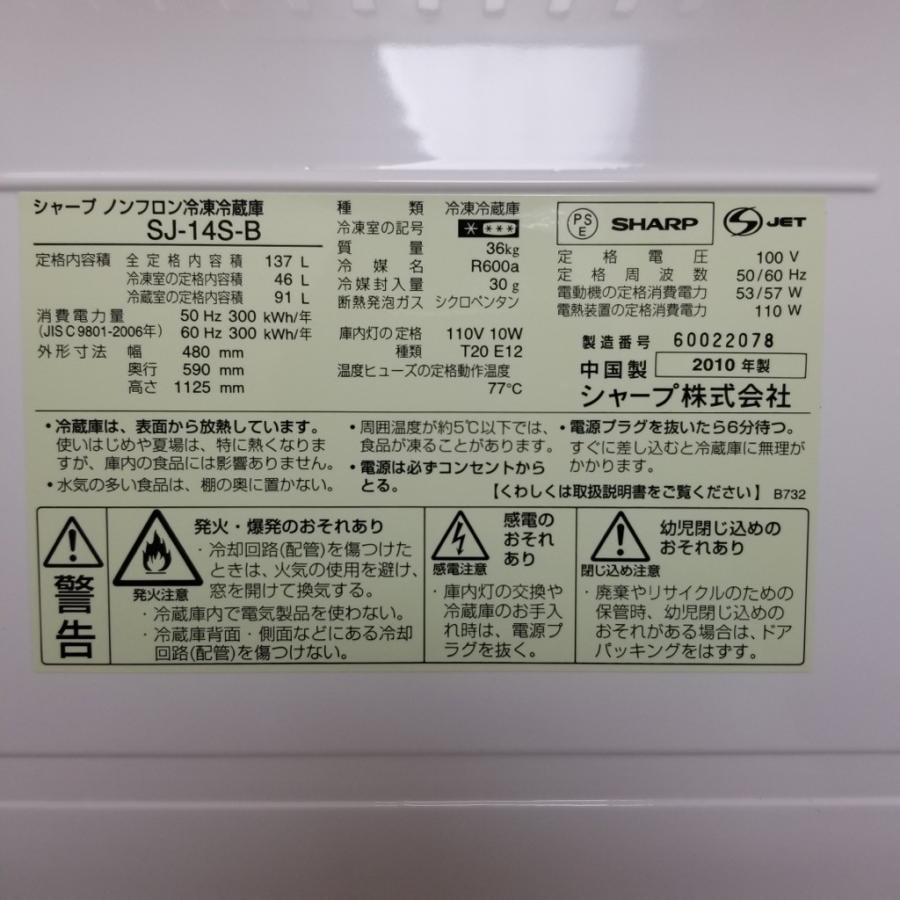 シャープ ノンフロン冷凍冷蔵庫
SJ-14S-B
定格内容積 全定格内容積 137 L
冷凍室の定格内容積 46 L
冷蔵室の定格内容積 91 L
消費電力量 50 Hz 300 kWh/年
(JIS C 9801-2006年) 60 Hz 300 kWh/年
外形寸法 幅 480 mm
奥行 590 mm
高さ 1125 mm
種類 冷凍冷蔵庫
冷凍室の記号
質量 36kg
冷媒名 R600a
冷媒封入量 30 g
断熱発泡ガス シクロペンタン
庫内灯の定格 110V 10W
種類 T20 E12
温度ヒューズの定格動作温度
77℃
PS
E
SHARP
S JET
定格電圧 100 V
定格周波数 50/60 Hz
電動機の定格消費電力 53/57 W
電熱装置の定格消費電力 110 W
製造番号 60022078
中国製 2010 年製
シャープ株式会社
・冷蔵庫は、表面から放熱しています。
使いはじめや夏場は、特に熱くなりま
すが、庫内の食品には影響ありません。
・水気の多い食品は、棚の奥に置かない。
・周囲温度が約5℃以下では、
食品が凍ることがあります。
・電源は必ずコンセントから
とる。
・電源プラグを抜いたら6分待つ。
すぐに差し込むと冷蔵庫に無理が
かかります。
【くわしくは取扱説明書をご覧ください】 B732
警告
発火注意
発火・爆発のおそれあり
・冷却回路(配管)を傷つけた
ときは、火気の使用を避け、
窓を開けて換気する。
・冷蔵庫内で電気製品を使わない。
・冷蔵庫背面・側面などにある冷却
回路(配管)を傷つけない。
感電注意
感電の
おそれ
あり
・庫内灯の交換や
冷蔵庫のお手入
れ時は、電源プ
ラグを抜く。
閉じ込め注意
幼児閉じ込めの
おそれあり
・廃棄やリサイクルのための
保管時、幼児閉じ込めの
おそれがある場合は、ドア
パッキングをはずす。